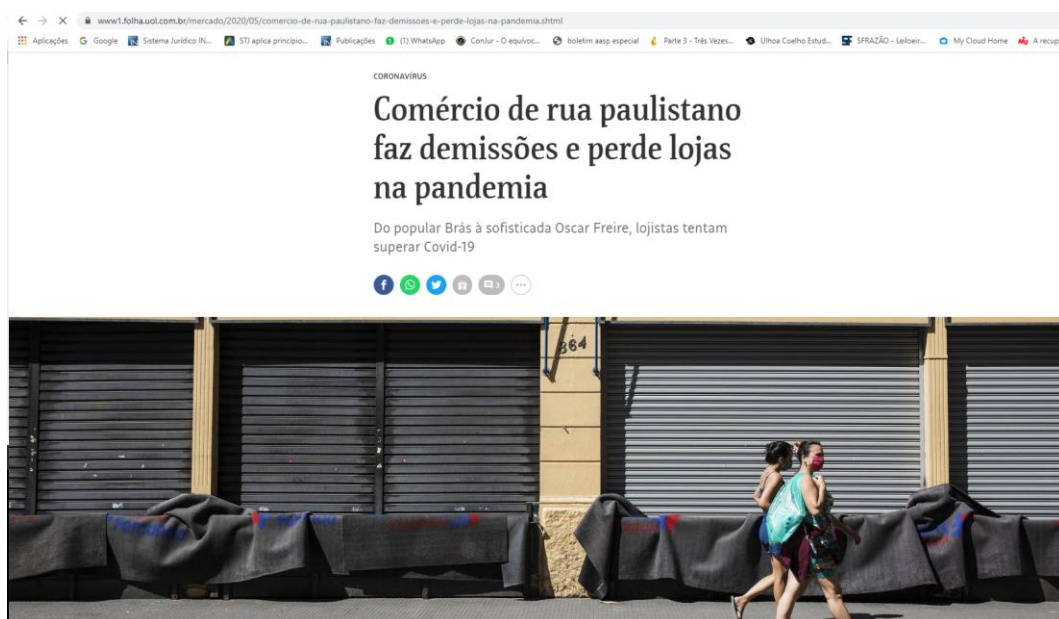 www1.folha.uol.com.br/mercado/2020/05/comercio-de-rua-paulistano-faz-demissoes-e-perde-lojas-na-pandemia.shtml
Aplicações Google Sistema Jurídico IN... STJ aplica princípio... Publicações (1) WhatsApp ConJur - O equívoc... boletim aasp especial Parte 3 - Três Vezes... Ulhoa Coelho Estud... SFRAZÃO - Leiloeir... My Cloud Home A recup
CORONAVÍRUS
Comércio de rua paulistano
faz demissões e perde lojas
na pandemia
Do popular Brás à sofisticada Oscar Freire, lojistas tentam
superar Covid-19
3
864